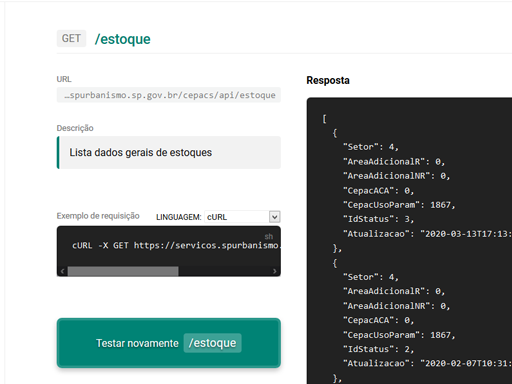 GET /estoque
URL
…spurbanismo.sp.gov.br/cepacs/api/estoque
Descrição
Lista dados gerais de estoques
Exemplo de requisição LINGUAGEM: cURL
sh
cURL -X GET https://servicos.spurbanismo.
Testar novamente /estoque
Resposta
[
{
"Setor": 4,
"AreaAdicionalR": 0,
"AreaAdicionalNR": 0,
"CepacACA": 0,
"CepacUsoParam": 1867,
"IdStatus": 3,
"Atualizacao": "2020-03-13T17:13:
},
{
"Setor": 4,
"AreaAdicionalR": 0,
"AreaAdicionalNR": 0,
"CepacACA": 0,
"CepacUsoParam": 1867,
"IdStatus": 2,
"Atualizacao": "2020-02-07T10:31:
},